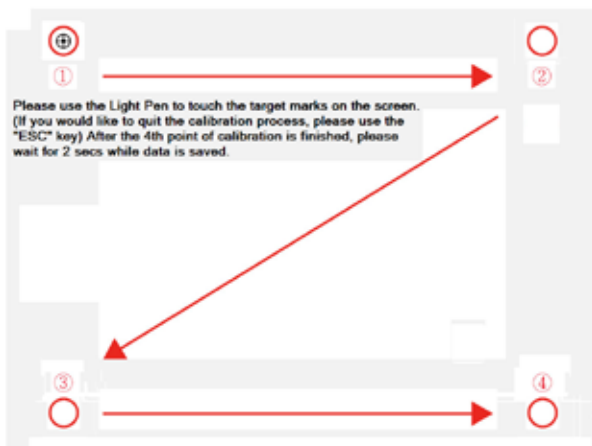 ① ②
Please use the Light Pen to touch the target marks on the screen.
(If you would like to quit the calibration process, please use the
"ESC" key) After the 4th point of calibration is finished, please
wait for 2 secs while data is saved.
③ ④